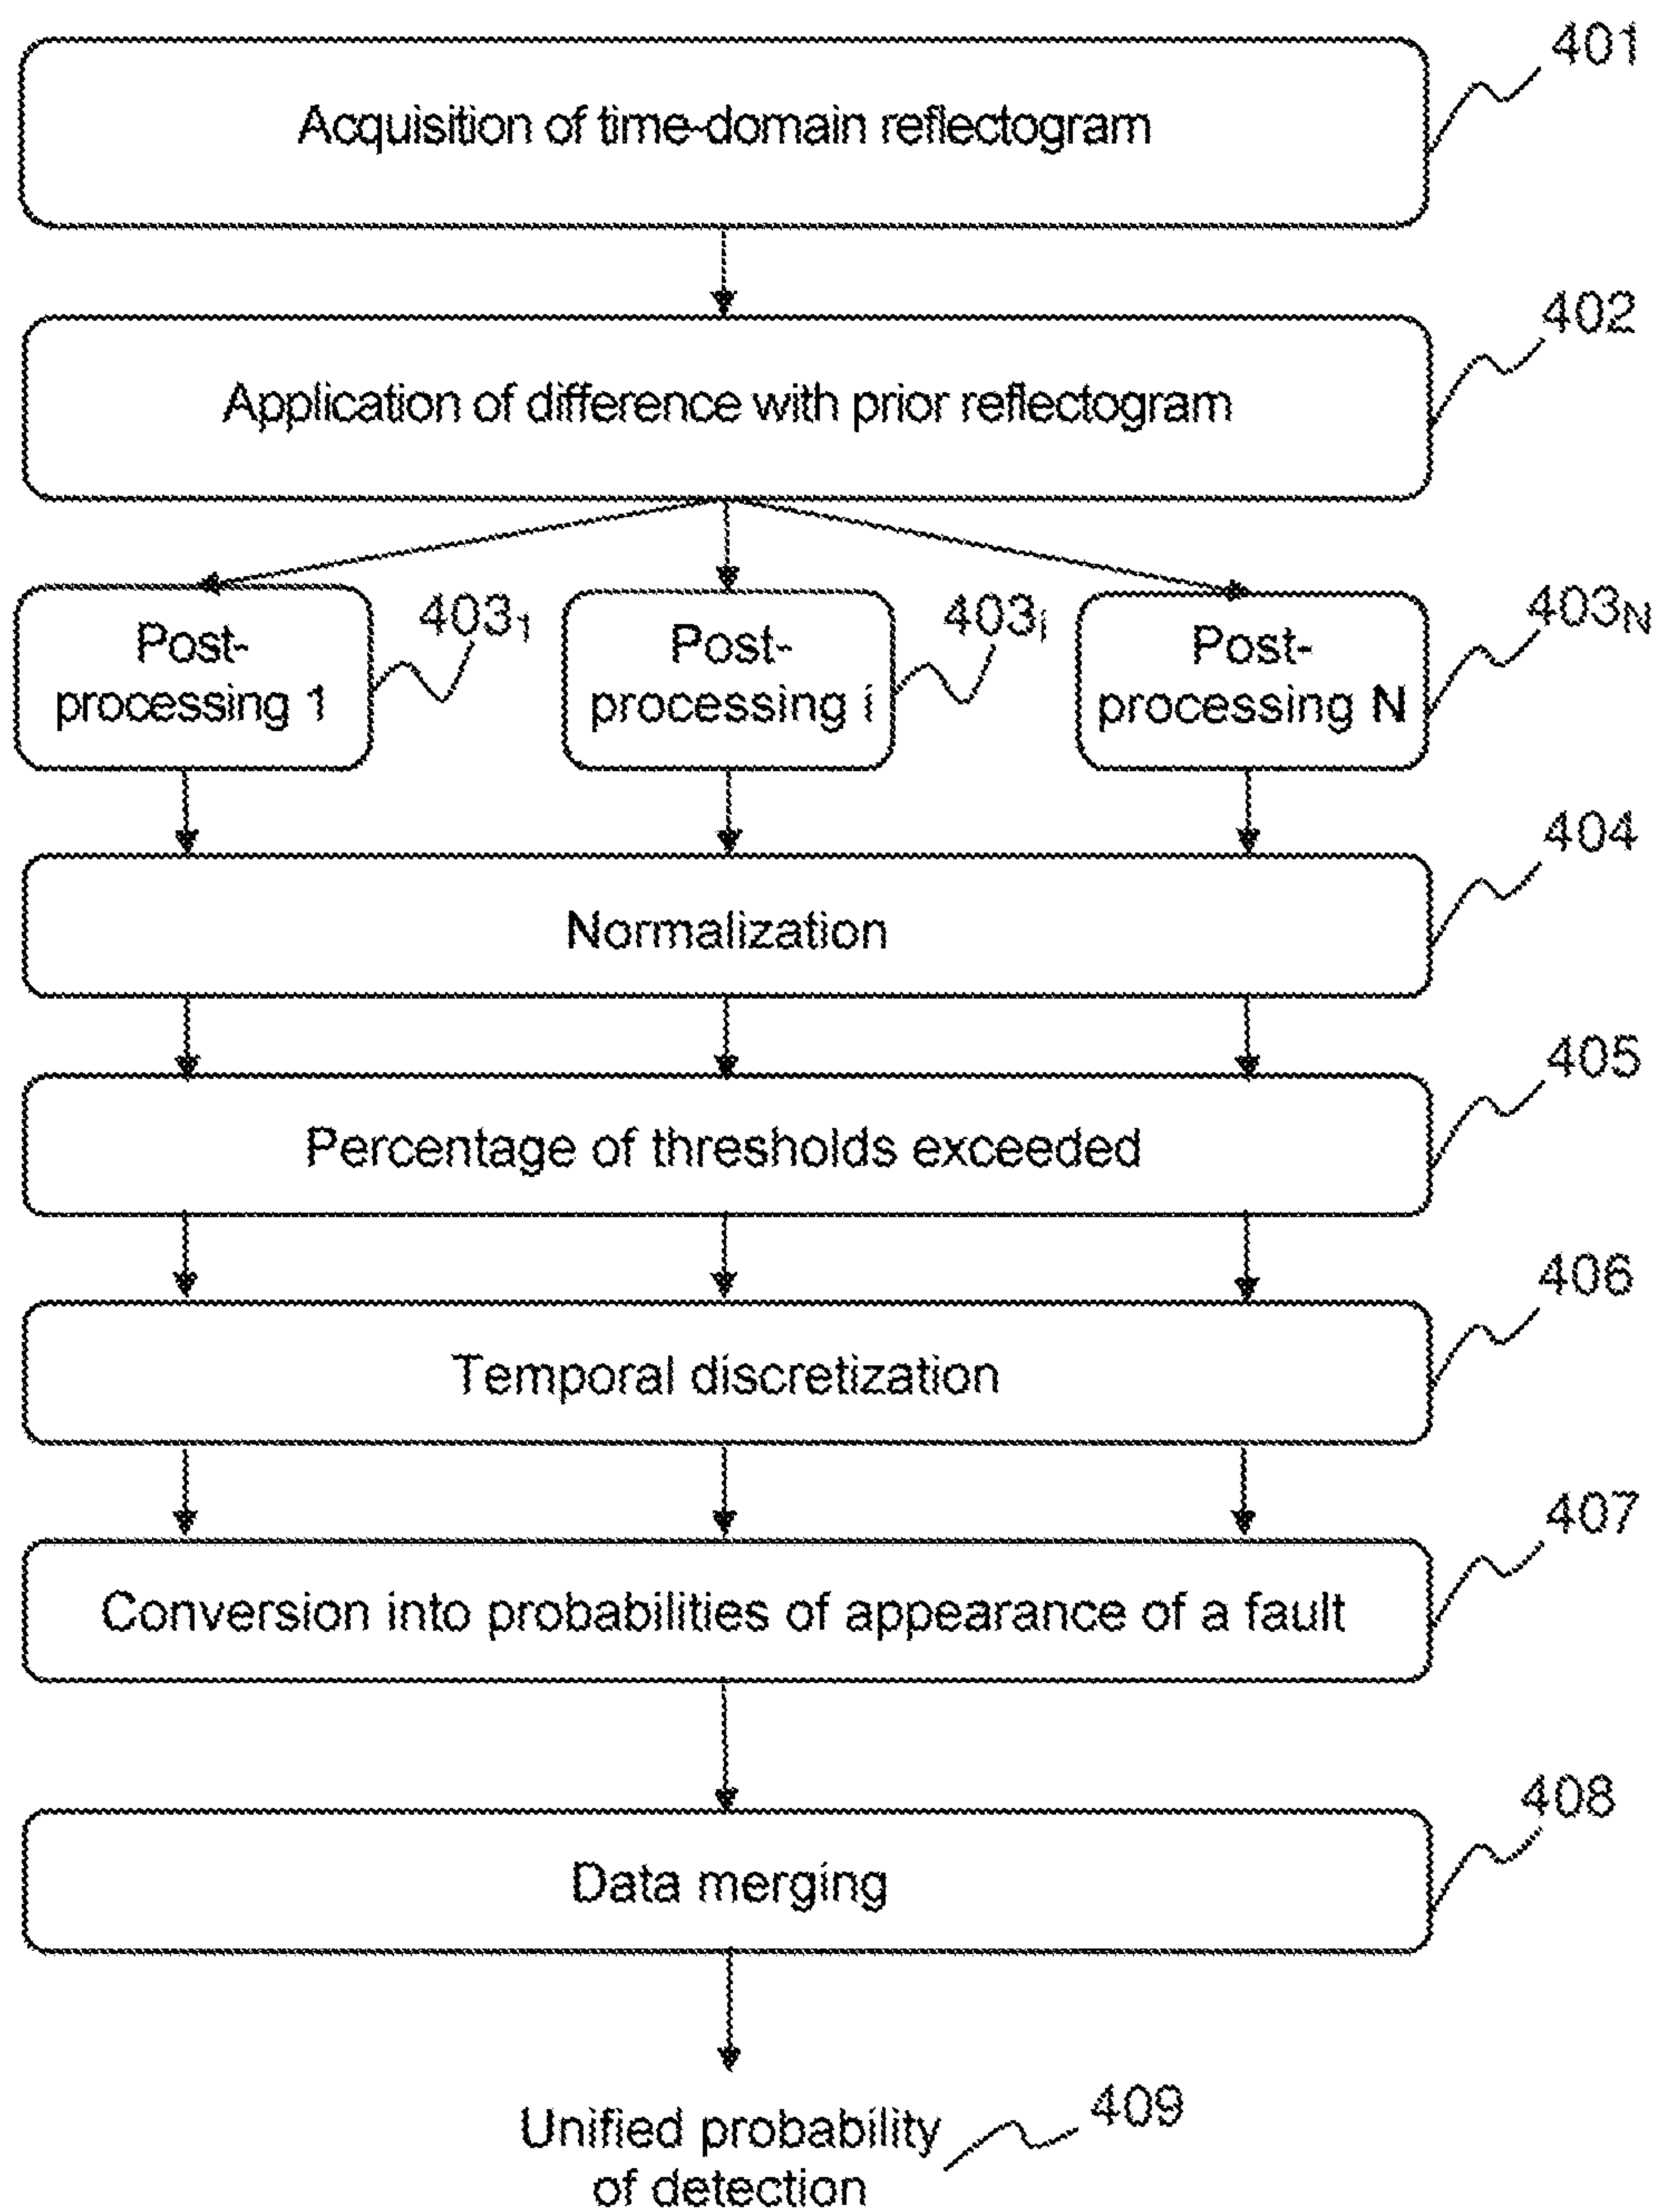 401
Acquisition of time-domain reflectogram
402
Application of difference with prior reflectogram
Post-
processing 1
403₁
Post-
processing i
403ᵢ
Post-
processing N
403_N
404
Normalization
405
Percentage of thresholds exceeded
406
Temporal discretization
407
Conversion into probabilities of appearance of a fault
408
Data merging
409
Unified probability
of detection